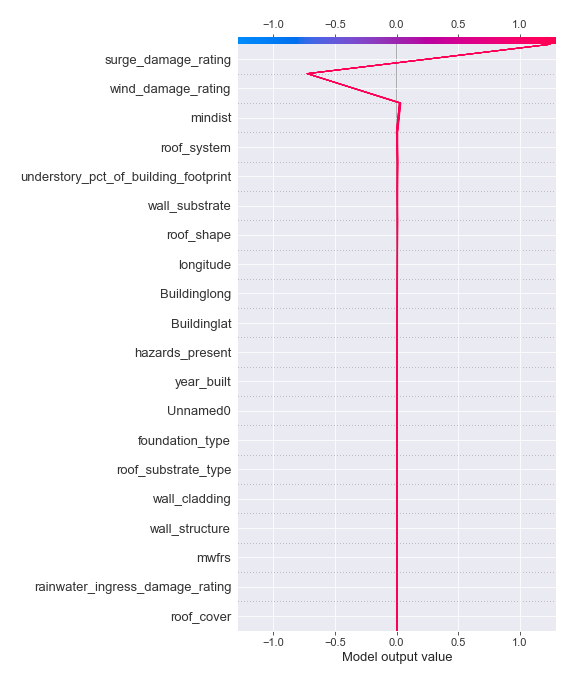 −1.0 −0.5 0.0 0.5 1.0
surge_damage_rating
wind_damage_rating
mindist
roof_system
understory_pct_of_building_footprint
wall_substrate
roof_shape
longitude
Buildinglong
Buildinglat
hazards_present
year_built
Unnamed0
foundation_type
roof_substrate_type
wall_cladding
wall_structure
mwfrs
rainwater_ingress_damage_rating
roof_cover
−1.0 −0.5 0.0 0.5 1.0
Model output value